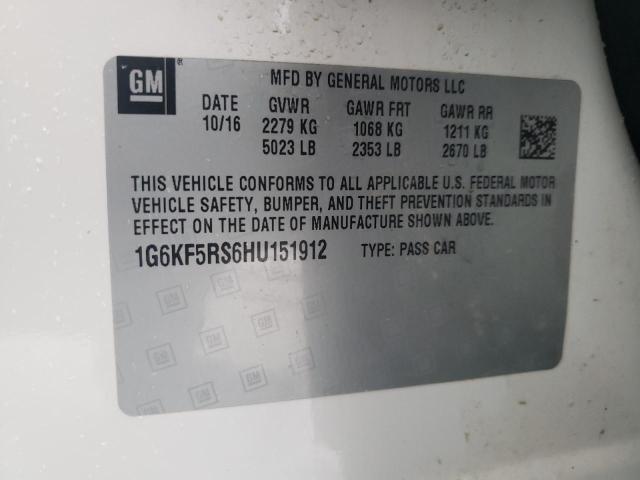 GM
MFD BY GENERAL MOTORS LLC
DATE GVWR GAWR FRT GAWR RR
10/16 2279 KG 1068 KG 1211 KG
5023 LB 2353 LB 2670 LB
THIS VEHICLE CONFORMS TO ALL APPLICABLE U.S. FEDERAL MOTOR
VEHICLE SAFETY, BUMPER, AND THEFT PREVENTION STANDARDS IN
EFFECT ON THE DATE OF MANUFACTURE SHOWN ABOVE.
1G6KF5RS6HU151912 TYPE: PASS CAR